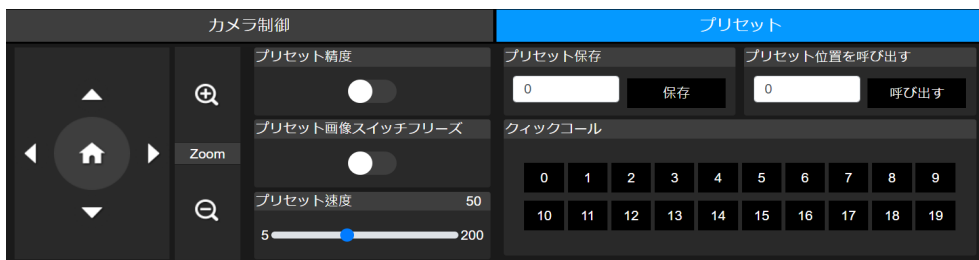 カメラ制御
プリセット
プリセット精度
プリセット保存
プリセット位置を呼び出す
0
保存
0
呼び出す
プリセット画像スイッチフリーズ
クィックコール
Zoom
0 1 2 3 4 5 6 7 8 9
プリセット速度 50
10 11 12 13 14 15 16 17 18 19
5 200